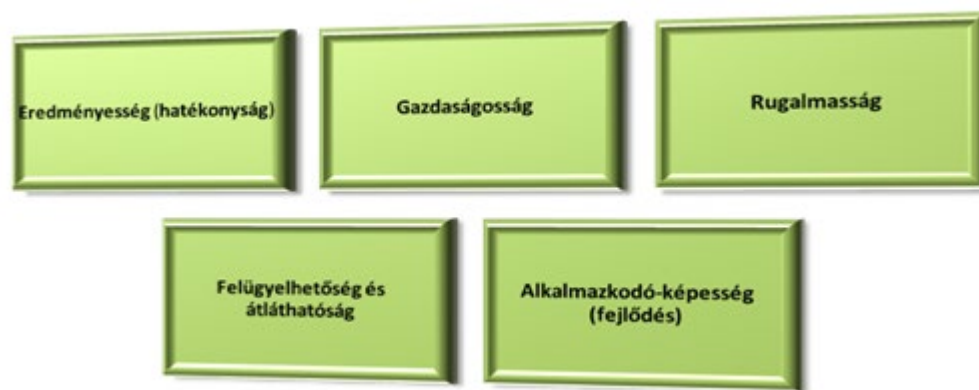 Eredményesség (hatékonyság)
Gazdaságosság
Rugalmasság
Felügyelhetőség és
átláthatóság
Alkalmazkodó-képesség
(fejlődés)